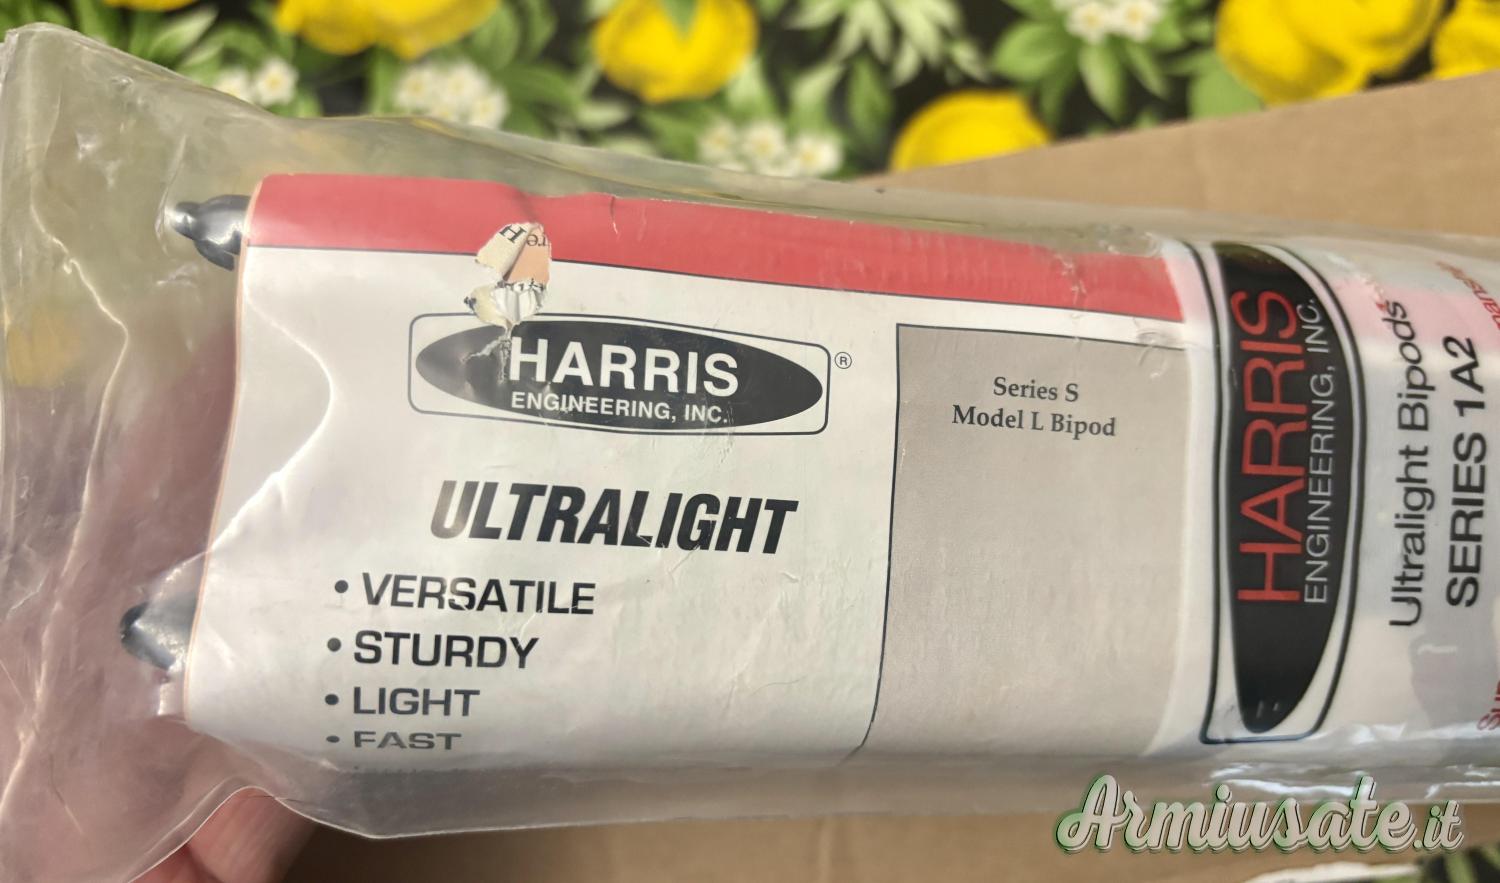 HARRIS
ENGINEERING, INC.
®
ULTRALIGHT
• VERSATILE
• STURDY
• LIGHT
• FAST
Series S
Model L Bipod
HARRIS
ENGINEERING, INC.
Ultralight Bipods
SERIES 1A2
Armiusate.it